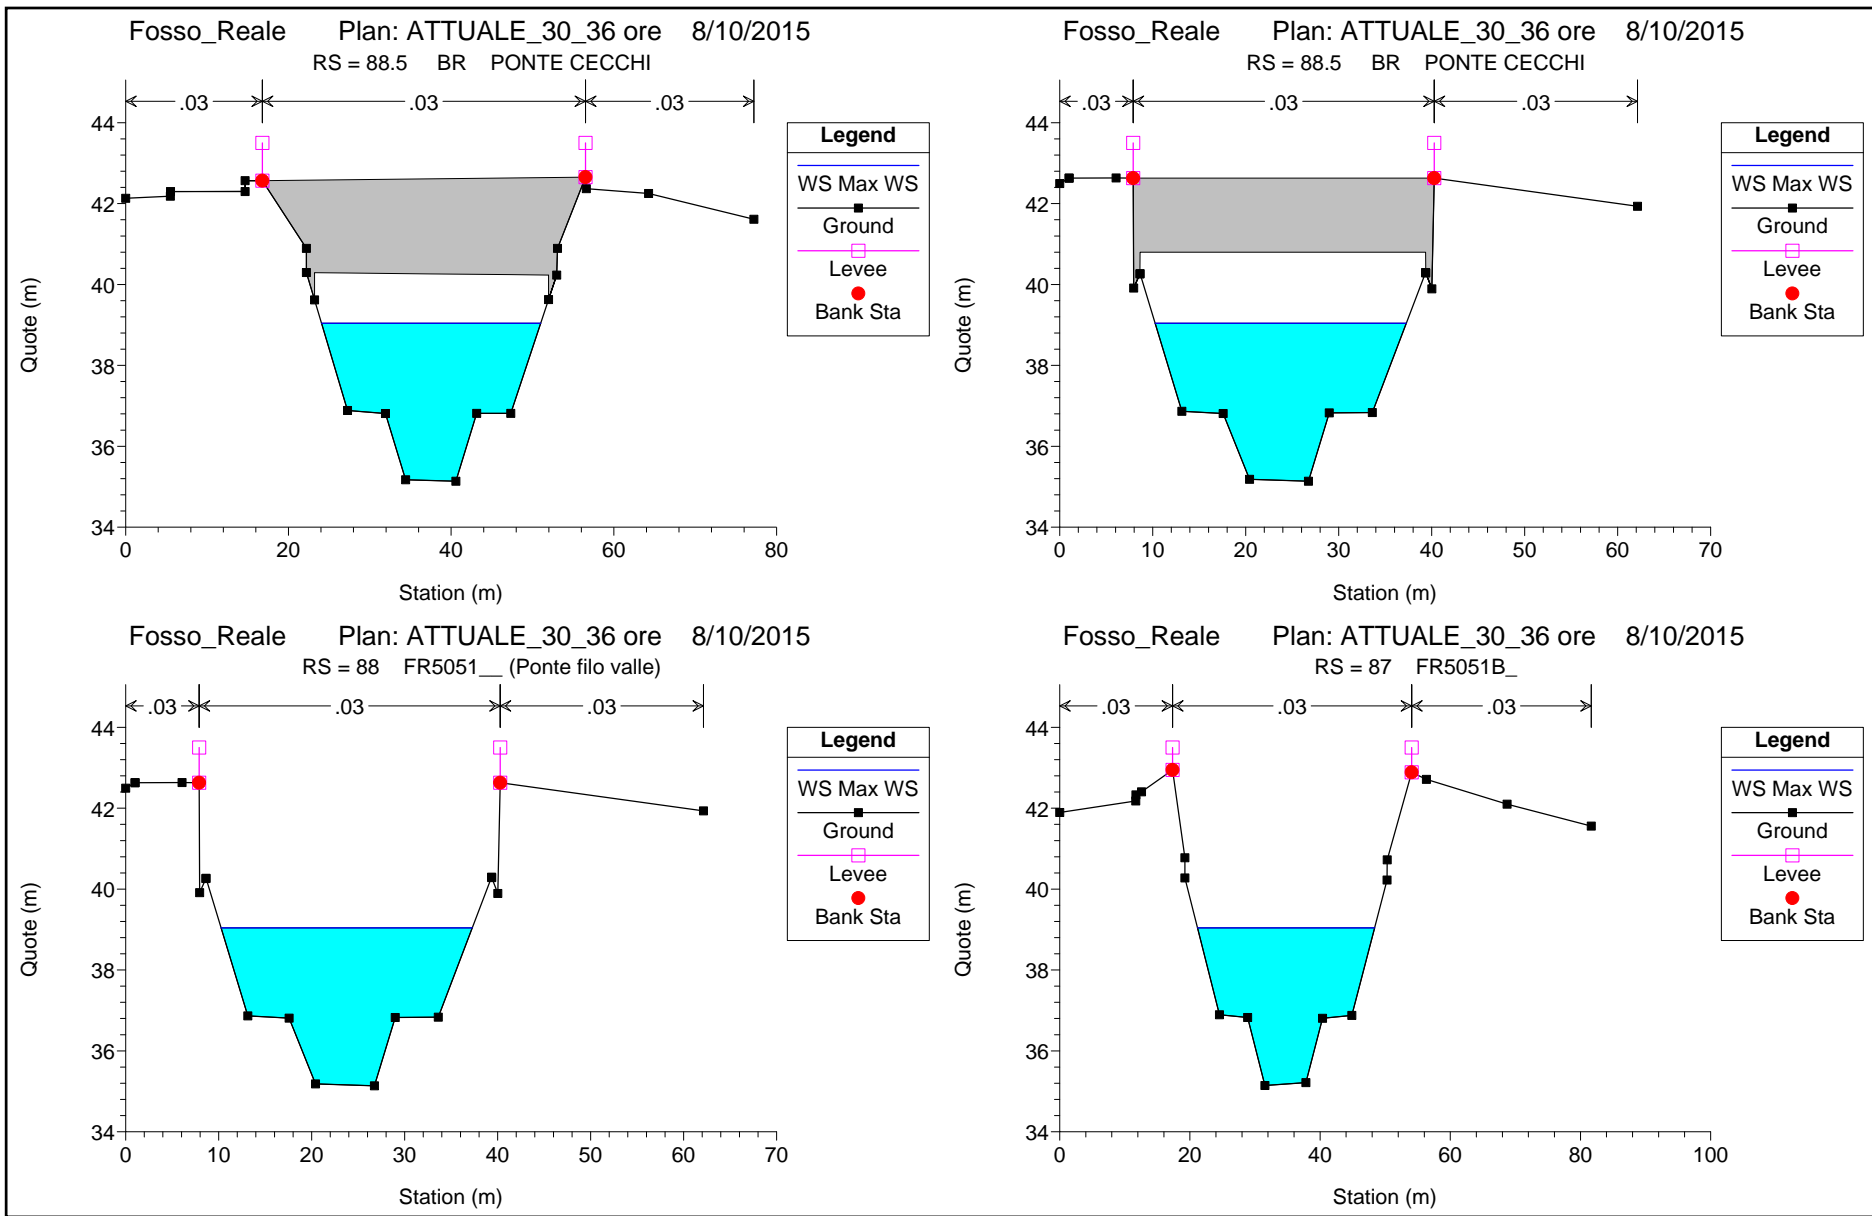 Fosso_Reale Plan: ATTUALE_30_36 ore 8/10/2015
RS = 88.5 BR PONTE CECCHI
.03 .03 .03
44
42
40
38
36
34
0 20 40 60 80
Quote (m)
Station (m)
Legend
WS Max WS
Ground
Levee
Bank Sta
Fosso_Reale Plan: ATTUALE_30_36 ore 8/10/2015
RS = 88.5 BR PONTE CECCHI
.03 .03 .03
44
42
40
38
36
34
0 10 20 30 40 50 60 70
Quote (m)
Station (m)
Legend
WS Max WS
Ground
Levee
Bank Sta
Fosso_Reale Plan: ATTUALE_30_36 ore 8/10/2015
RS = 88 FR5051__ (Ponte filo valle)
.03 .03 .03
44
42
40
38
36
34
0 10 20 30 40 50 60 70
Quote (m)
Station (m)
Legend
WS Max WS
Ground
Levee
Bank Sta
Fosso_Reale Plan: ATTUALE_30_36 ore 8/10/2015
RS = 87 FR5051B_
.03 .03 .03
44
42
40
38
36
34
0 20 40 60 80 100
Quote (m)
Station (m)
Legend
WS Max WS
Ground
Levee
Bank Sta